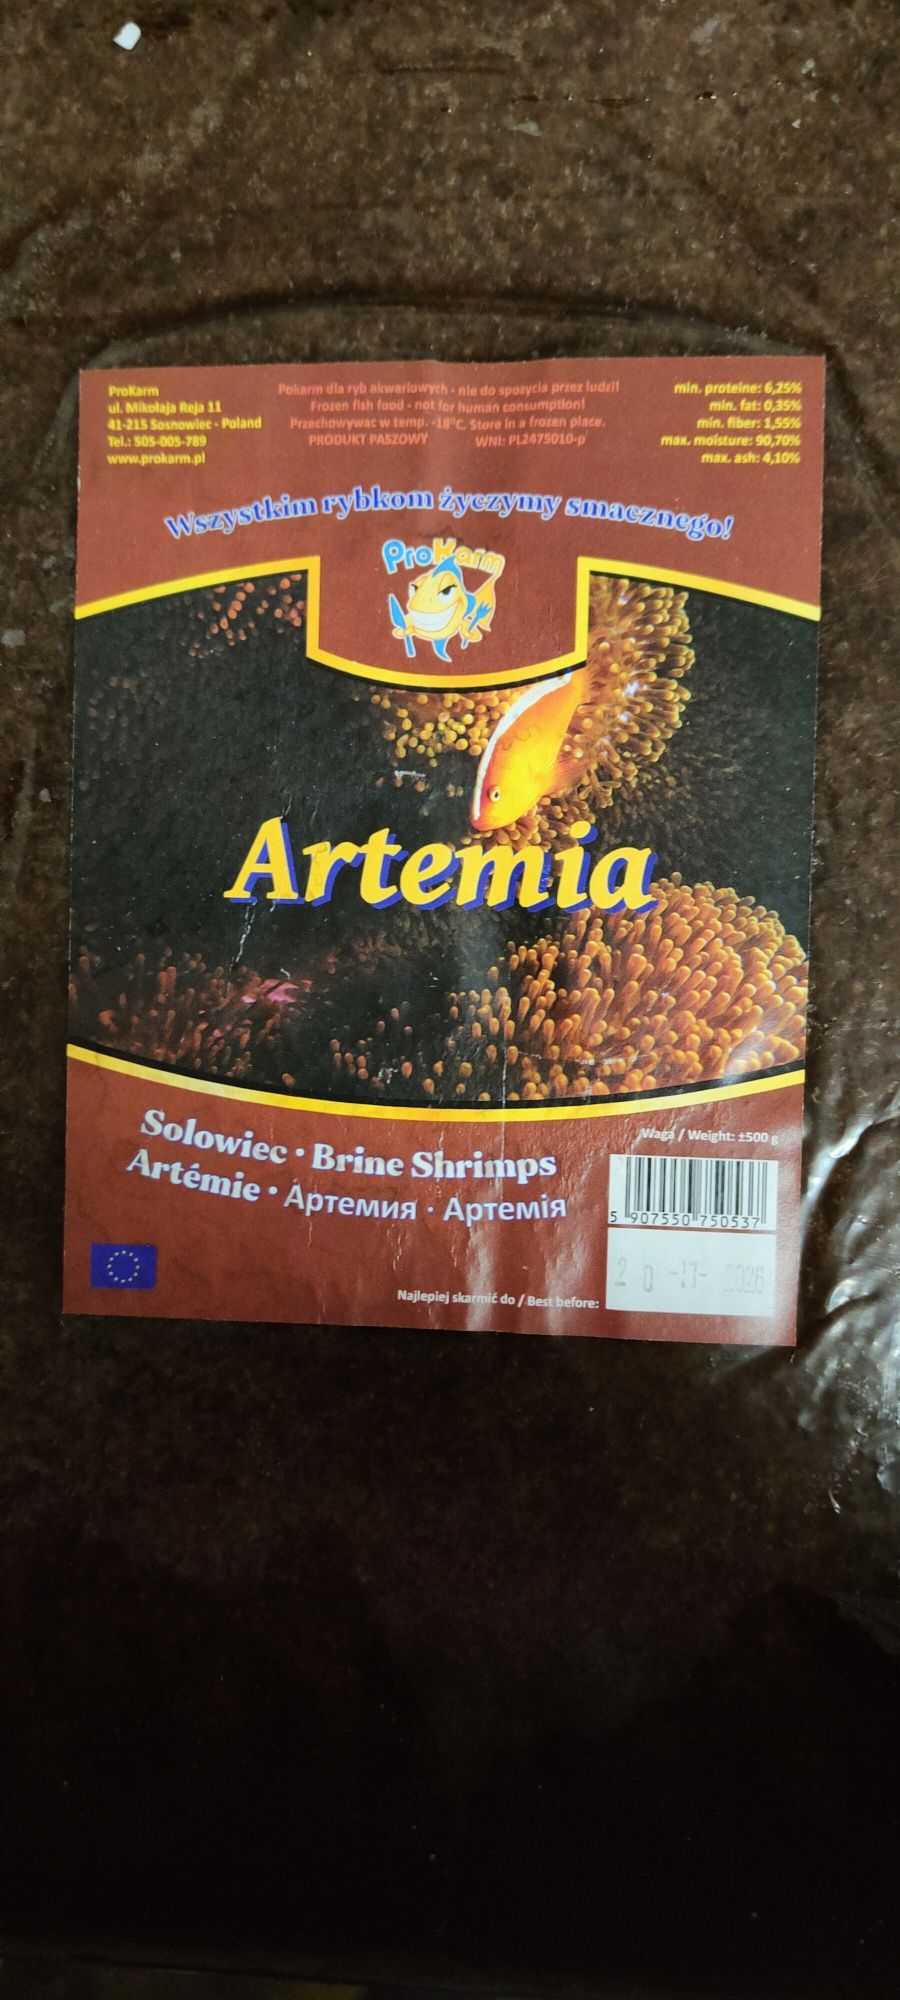 ProKarm
ul. Mikołaja Reja 11
41-215 Sosnowiec - Poland
Tel.: 505-005-789
www.prokarm.pl
Pokarm dla ryb akwariowych - nie do spożycia przez ludzi!
Frozen fish food - not for human consumption!
Przechowywać w temp. -18°C. Store in a frozen place.
PRODUKT PASZOWY WNI: PL2475010-p
min. proteine: 6,25%
min. fat: 0,35%
min. fiber: 1,55%
max. moisture: 90,70%
max. ash: 4,10%
Wszystkim rybkom życzymy smacznego!
ProKarm
Artemia
Solowiec · Brine Shrimps
Artémie · Артемия · Артемія
Waga / Weight: ±500 g
5 907550 750537
Najlepiej skarmić do / Best before:
2026